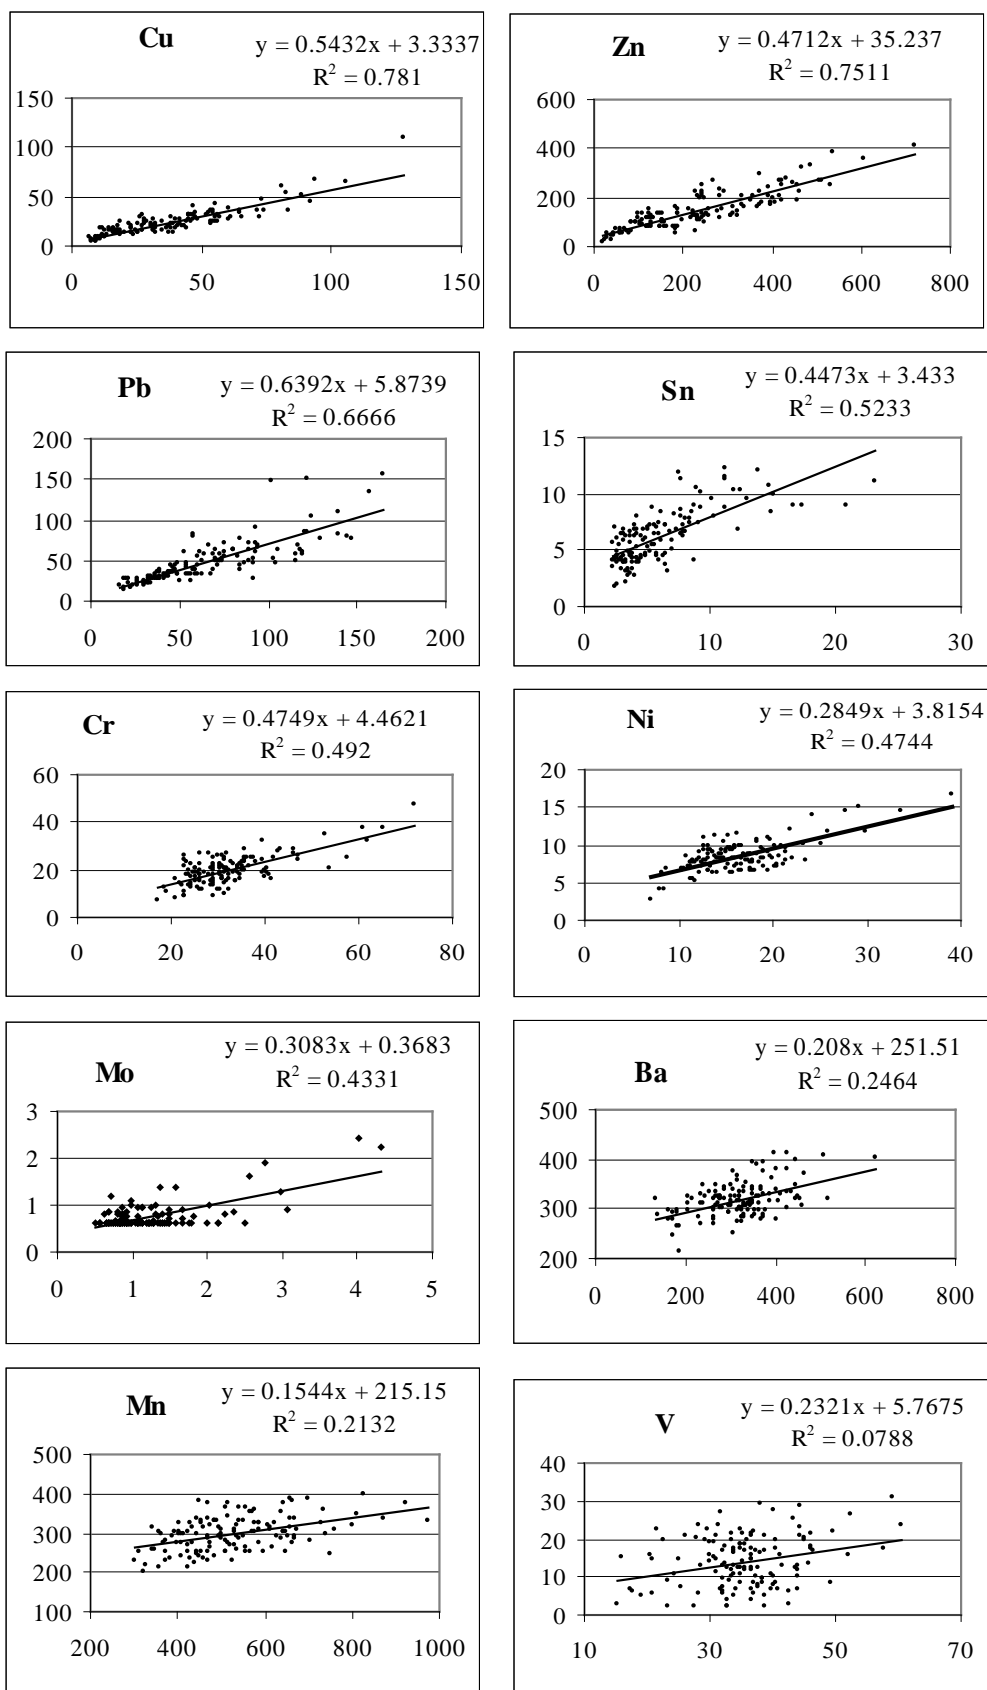 Cu
y = 0.5432x + 3.3337
R² = 0.781
150
100
50
0
0 50 100 150
Zn
y = 0.4712x + 35.237
R² = 0.7511
600
400
200
0
0 200 400 600 800
Pb
y = 0.6392x + 5.8739
R² = 0.6666
200
150
100
50
0
0 50 100 150 200
Sn
y = 0.4473x + 3.433
R² = 0.5233
15
10
5
0
0 10 20 30
Cr
y = 0.4749x + 4.4621
R² = 0.492
60
40
20
0
0 20 40 60 80
Ni
y = 0.2849x + 3.8154
R² = 0.4744
20
15
10
5
0
0 10 20 30 40
Mo
y = 0.3083x + 0.3683
R² = 0.4331
3
2
1
0
0 1 2 3 4 5
Ba
y = 0.208x + 251.51
R² = 0.2464
500
400
300
200
0 200 400 600 800
Mn
y = 0.1544x + 215.15
R² = 0.2132
500
400
300
200
100
200 400 600 800 1000
V
y = 0.2321x + 5.7675
R² = 0.0788
40
30
20
10
0
10 30 50 70